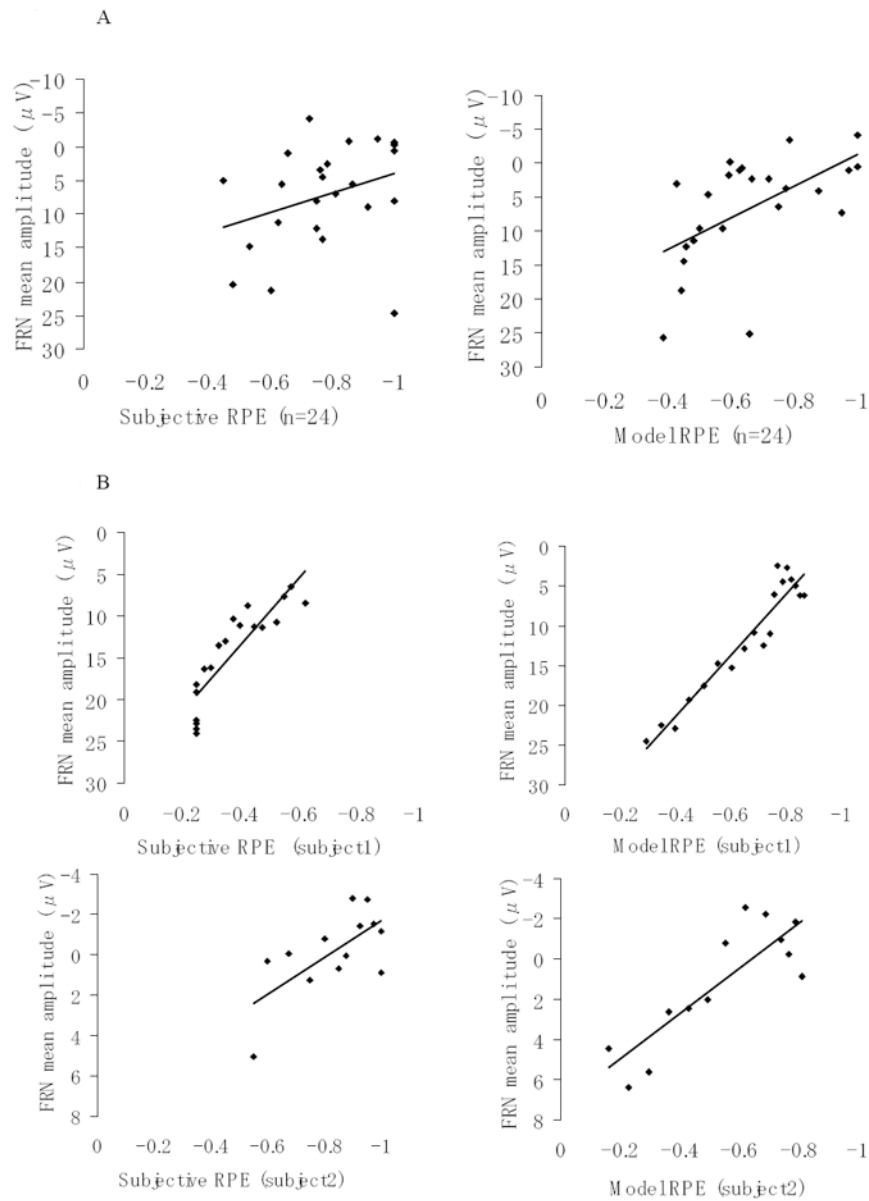 A
FRN mean amplitude (μV)
-10
-5
0
5
10
15
20
25
30
0 -0.2 -0.4 -0.6 -0.8 -1
Subjective RPE (n=24)
FRN mean amplitude (μV)
-10
-5
0
5
10
15
20
25
30
0 -0.2 -0.4 -0.6 -0.8 -1
Model RPE (n=24)
B
FRN mean amplitude (μV)
0
5
10
15
20
25
30
0 -0.2 -0.4 -0.6 -0.8 -1
Subjective RPE (subject1)
FRN mean amplitude (μV)
0
5
10
15
20
25
30
0 -0.2 -0.4 -0.6 -0.8 -1
Model RPE (subject1)
FRN mean amplitude (μV)
-4
-2
0
2
4
6
8
0 -0.2 -0.4 -0.6 -0.8 -1
Subjective RPE (subject2)
FRN mean amplitude (μV)
-4
-2
0
2
4
6
8
0 -0.2 -0.4 -0.6 -0.8 -1
Model RPE (subject2)